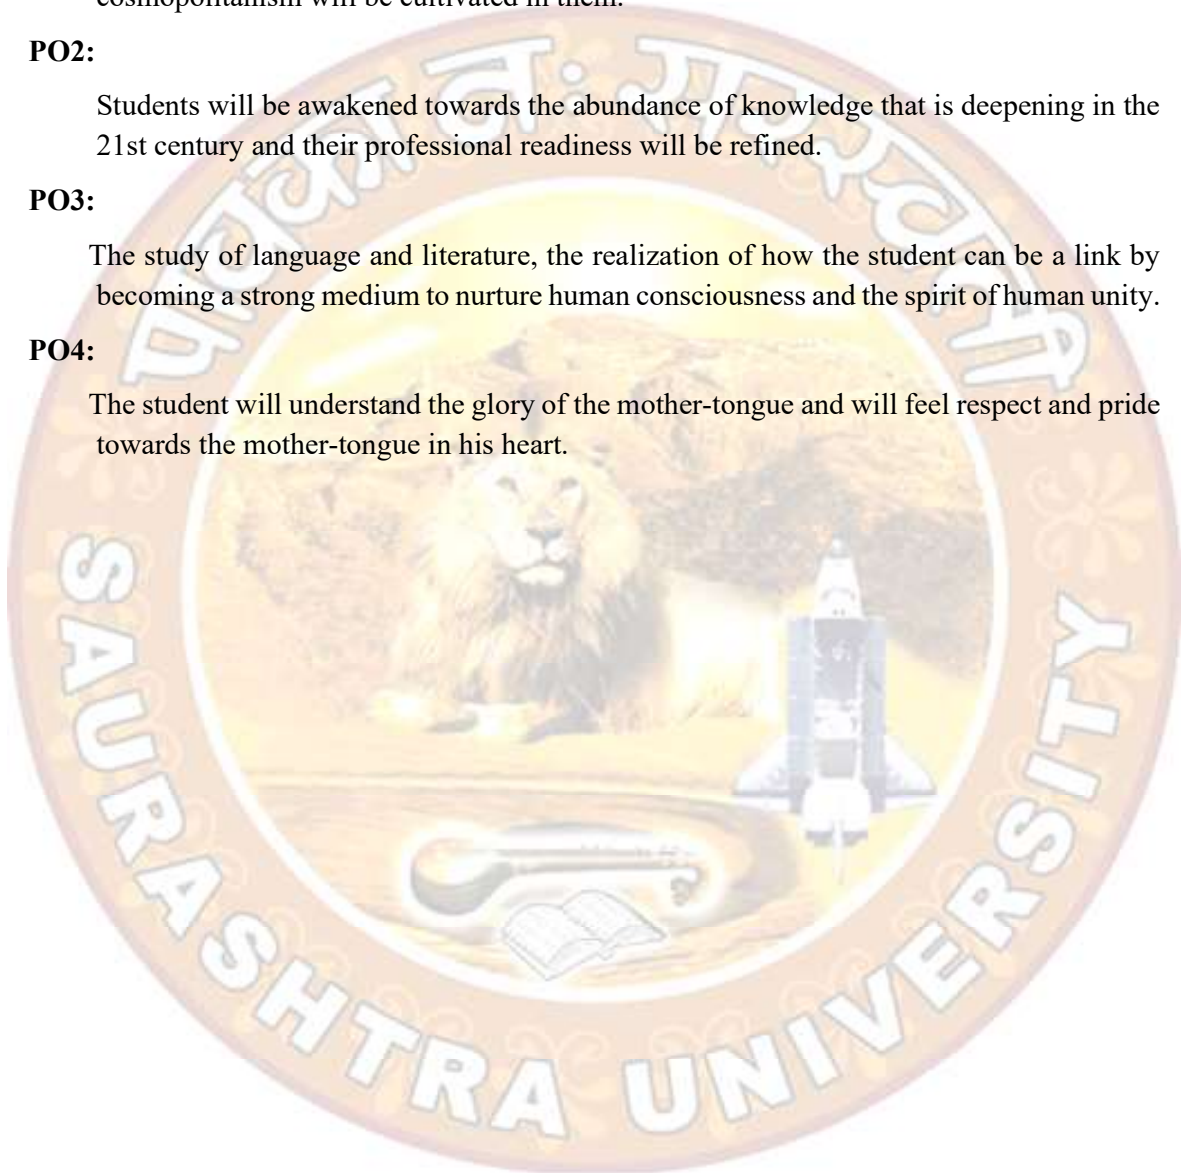 cosmopolitanism will be cultivated in them.
PO2:
Students will be awakened towards the abundance of knowledge that is deepening in the
21st century and their professional readiness will be refined.
PO3:
The study of language and literature, the realization of how the student can be a link by
becoming a strong medium to nurture human consciousness and the spirit of human unity.
PO4:
The student will understand the glory of the mother-tongue and will feel respect and pride
towards the mother-tongue in his heart.
पावका नः सरस्वती
SAURASHTRA UNIVERSITY